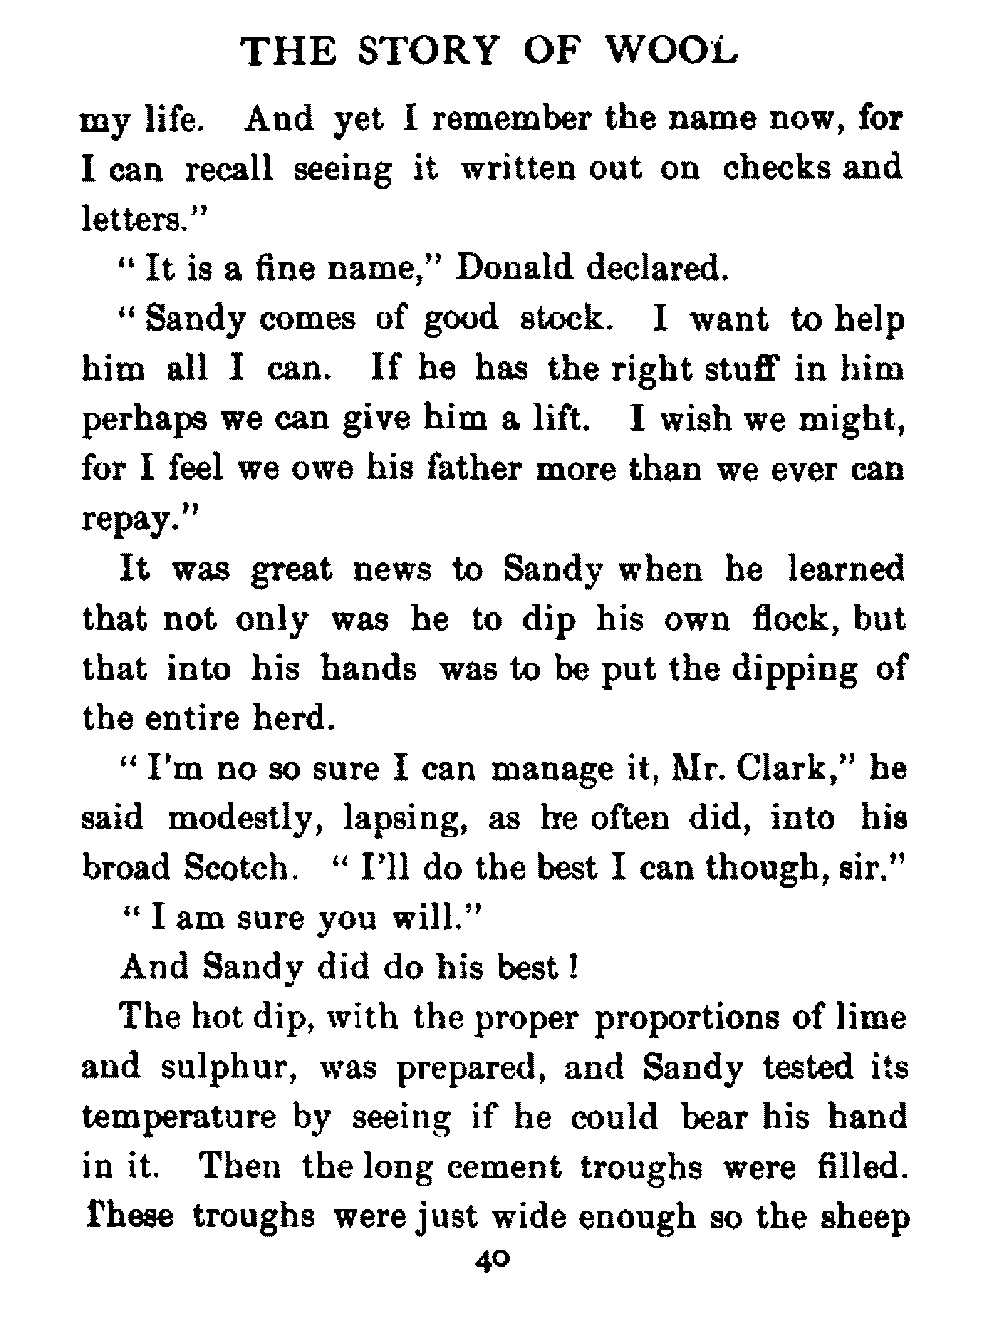 THE STORY OF WOOL
my life. And yet I remember the name now, for
I can recall seeing it written out on checks and
letters."
"It is a fine name," Donald declared.
"Sandy comes of good stock. I want to help
him all I can. If he has the right stuff in him
perhaps we can give him a lift. I wish we might,
for I feel we owe his father more than we ever can
repay."
It was great news to Sandy when he learned
that not only was he to dip his own flock, but
that into his hands was to be put the dipping of
the entire herd.
"I'm no so sure I can manage it, Mr. Clark," he
said modestly, lapsing, as he often did, into his
broad Scotch. "I'll do the best I can though, sir."
"I am sure you will."
And Sandy did do his best!
The hot dip, with the proper proportions of lime
and sulphur, was prepared, and Sandy tested its
temperature by seeing if he could bear his hand
in it. Then the long cement troughs were filled.
These troughs were just wide enough so the sheep
40